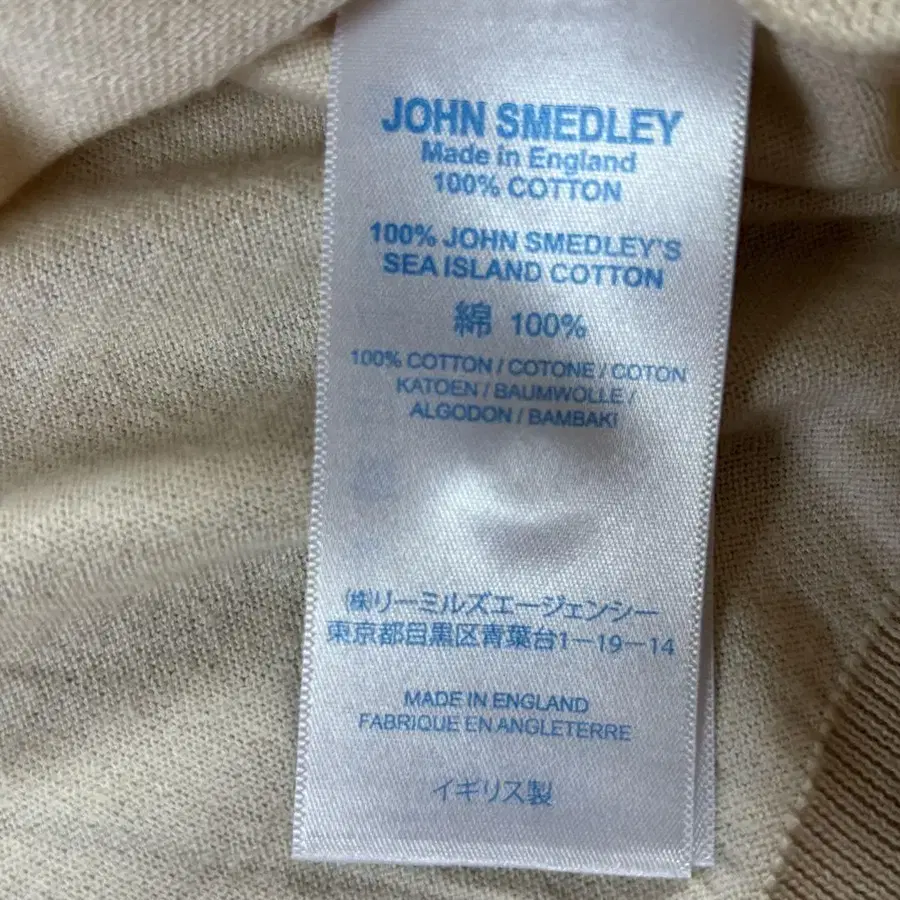 JOHN SMEDLEY
Made in England
100% COTTON
100% JOHN SMEDLEY'S
SEA ISLAND COTTON
綿 100%
100% COTTON / COTONE / COTON
KATOEN / BAUMWOLLE /
ALGODON / BAMBAKI
㈱リーミルズエージェンシー
東京都目黒区青葉台1-19-14
MADE IN ENGLAND
FABRIQUE EN ANGLETERRE
イギリス製